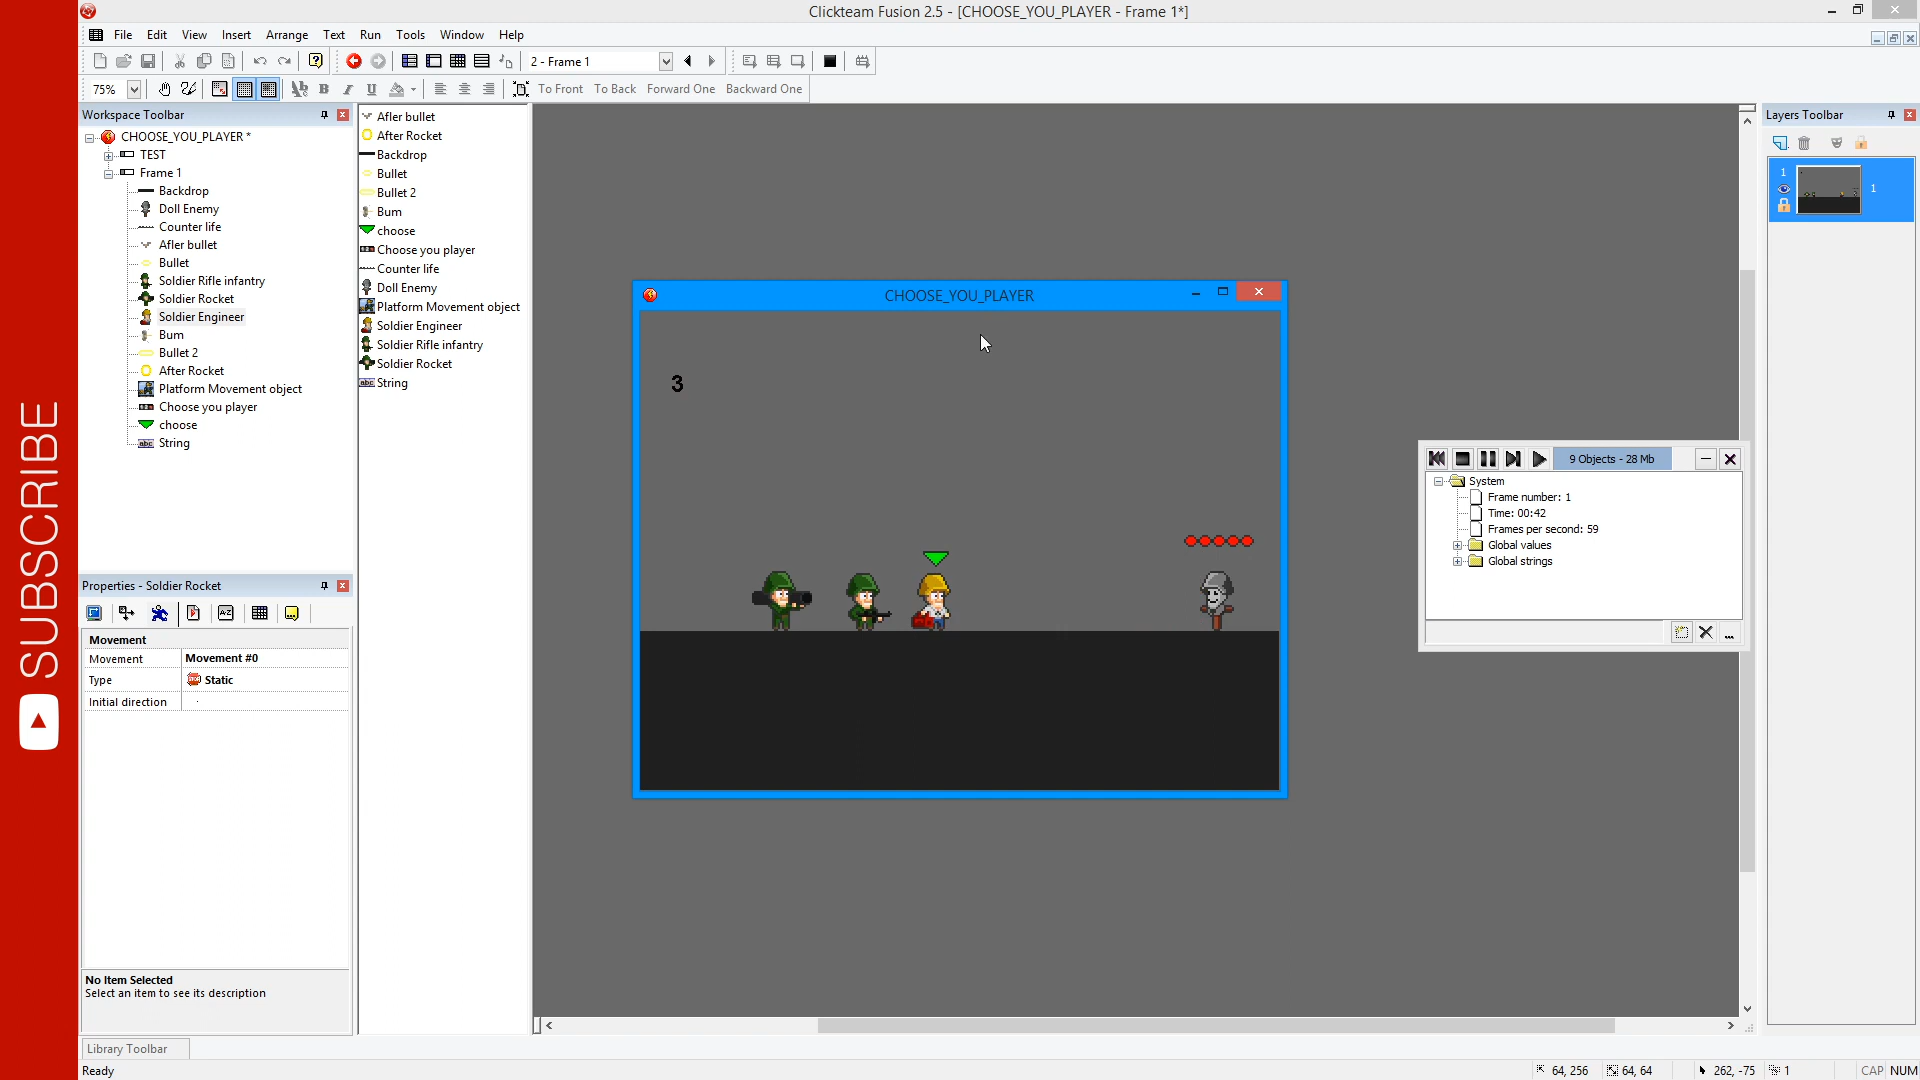 SUBSCRIBE
Clickteam Fusion 2.5 - [CHOOSE_YOU_PLAYER - Frame 1*]
File Edit View Insert Arrange Text Run Tools Window Help
2 - Frame 1
75%
To Front To Back Forward One Backward One
Workspace Toolbar
CHOOSE_YOU_PLAYER *
TEST
Frame 1
Backdrop
Doll Enemy
Counter life
Afler bullet
Bullet
Soldier Rifle infantry
Soldier Rocket
Soldier Engineer
Bum
Bullet 2
After Rocket
Platform Movement object
Choose you player
choose
abc String
Afler bullet
After Rocket
Backdrop
Bullet
Bullet 2
Bum
choose
Choose you player
Counter life
Doll Enemy
Platform Movement object
Soldier Engineer
Soldier Rifle infantry
Soldier Rocket
abc String
CHOOSE_YOU_PLAYER
3
9 Objects - 28 Mb
System
Frame number: 1
Time: 00:42
Frames per second: 59
Global values
Global strings
Layers Toolbar
1
1
Properties - Soldier Rocket
Movement
Movement Movement #0
Type Static
Initial direction
No Item Selected
Select an item to see its description
Library Toolbar
Ready
64, 256 64, 64 262, -75 1 CAP NUM